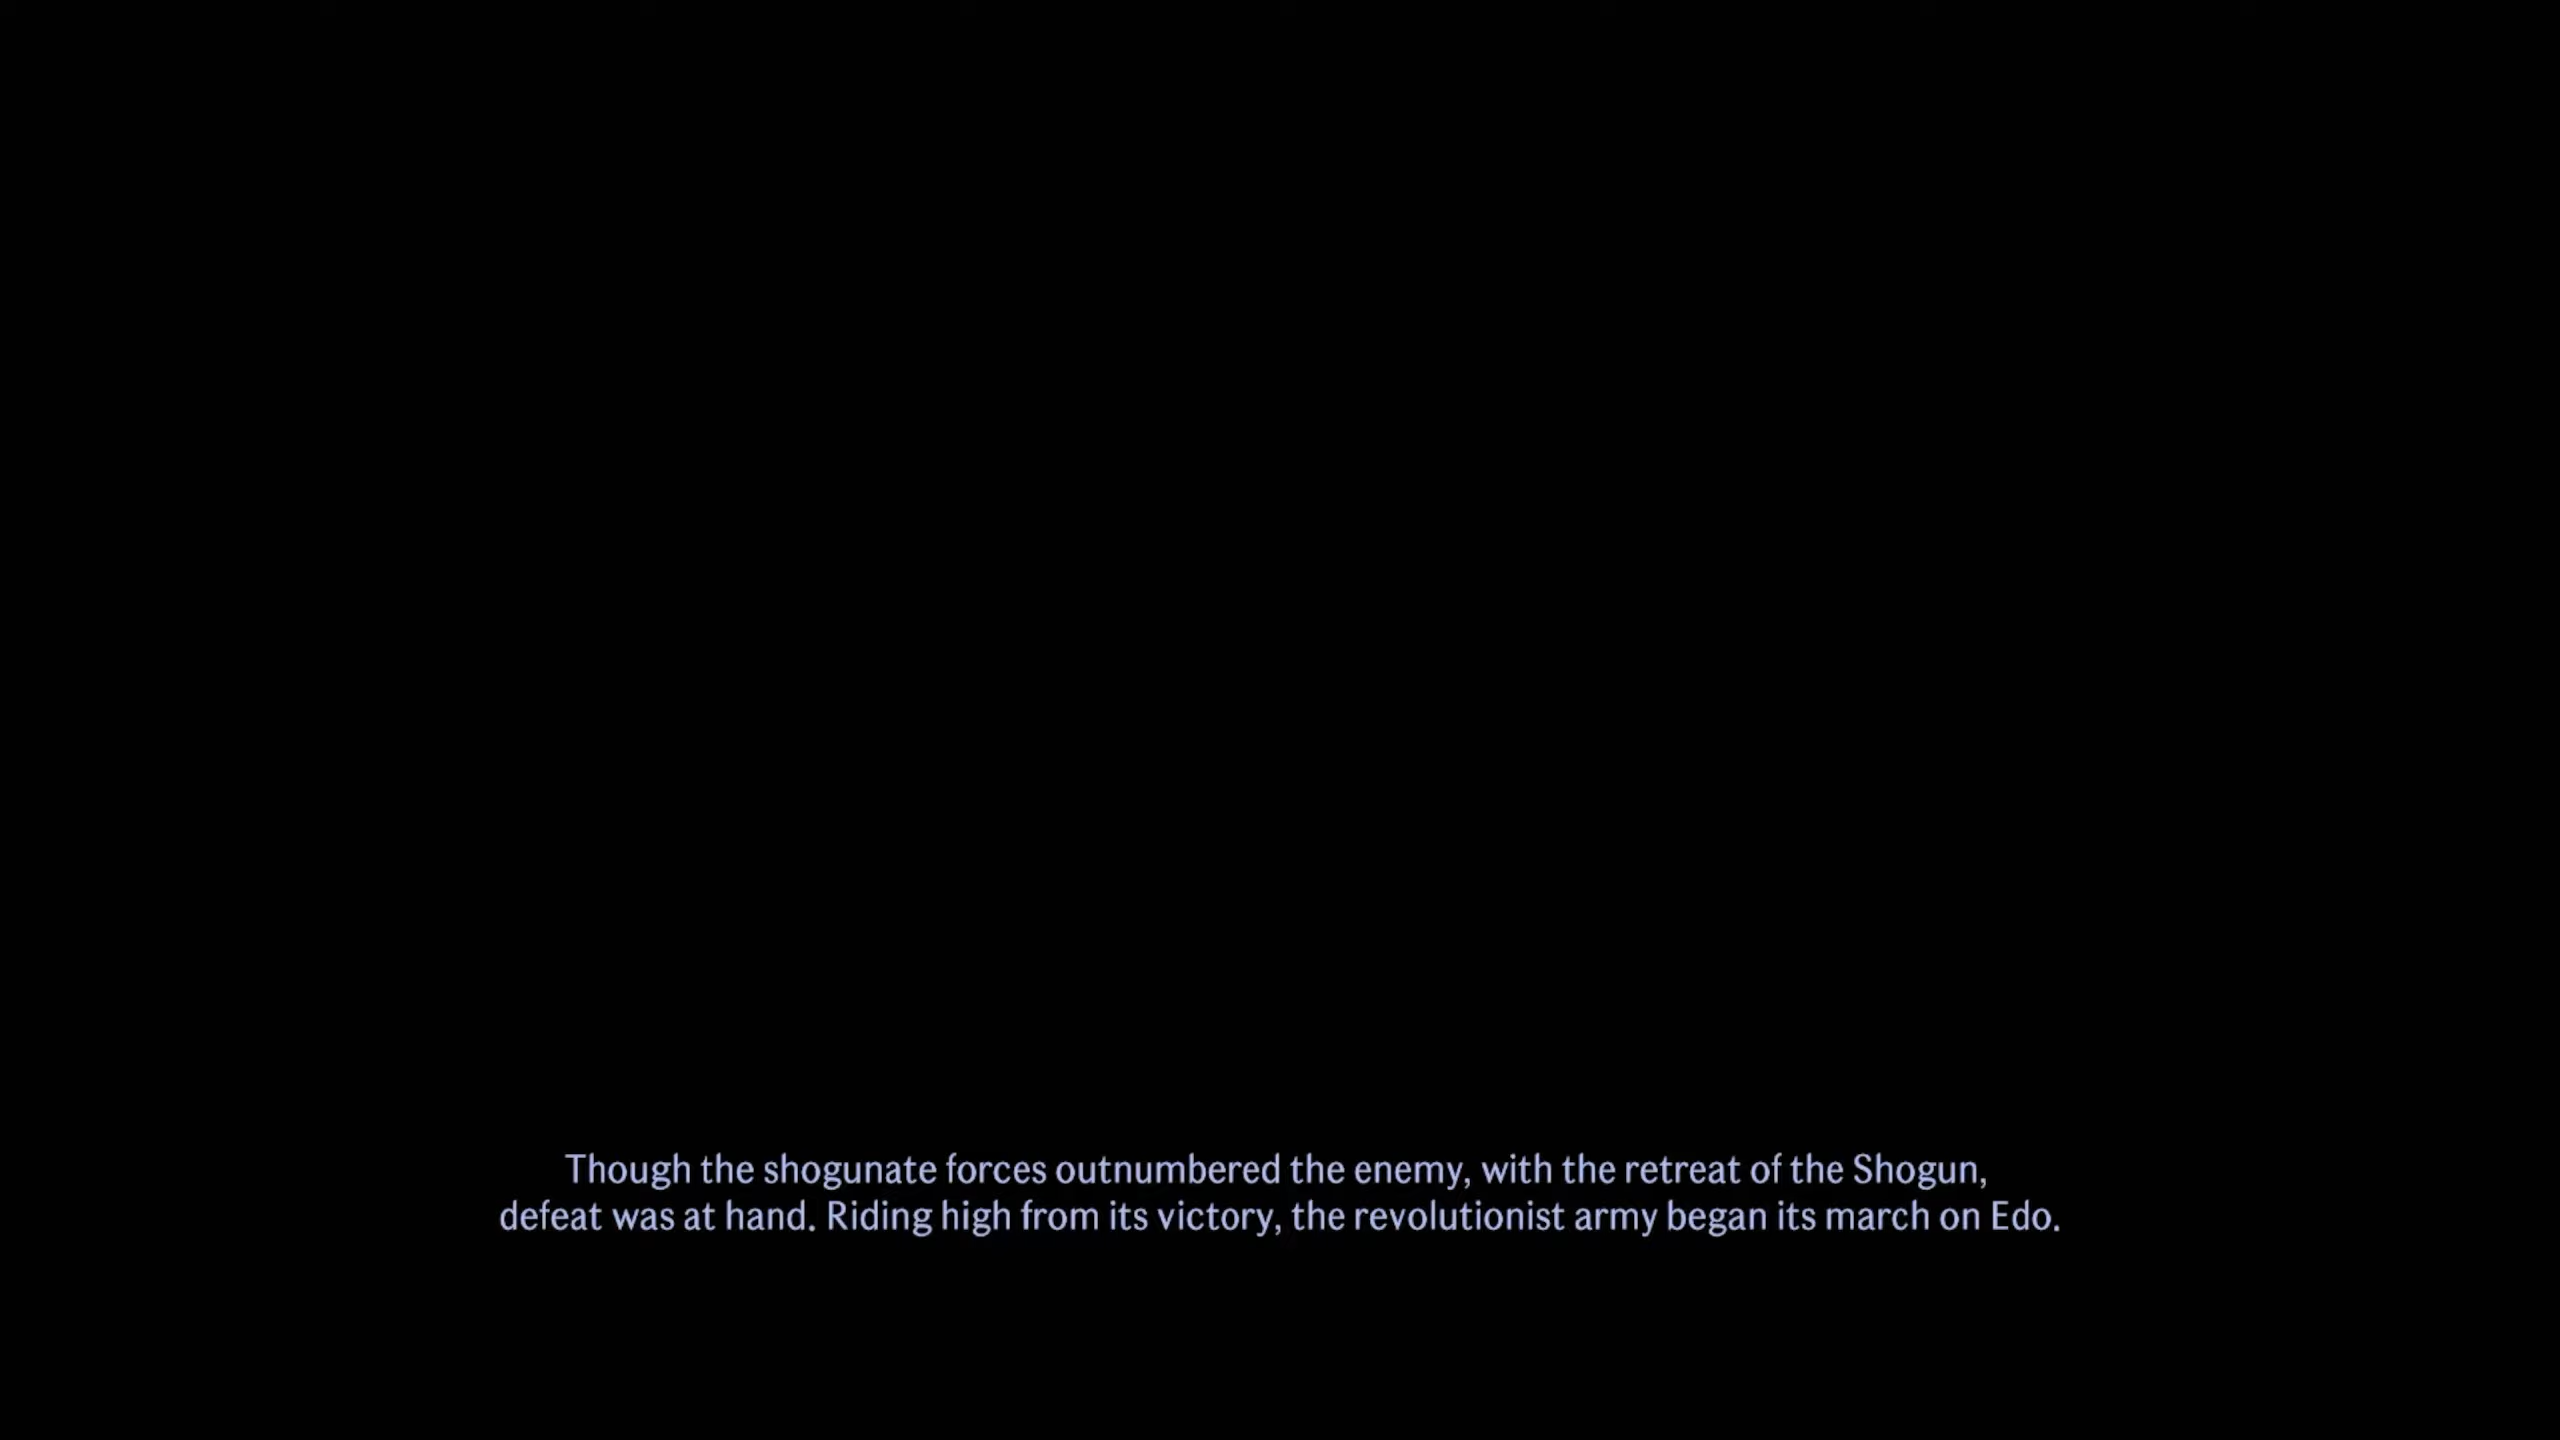 Though the shogunate forces outnumbered the enemy, with the retreat of the Shogun,
defeat was at hand. Riding high from its victory, the revolutionist army began its march on Edo.